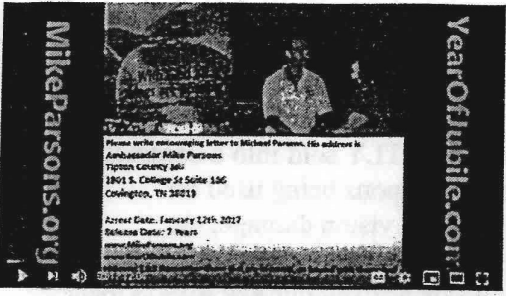 MikeParsons.org
YearOfJubile.com
Please write encouraging letter to Michael Parsons. His address is
Ambassador Mike Parsons
Tipton County Jail
1801 S. College St Suite 106
Covington, TN 38019
Arrest Date: January 12th, 2017
Release Date: ? Years
www.MikeParsons.org